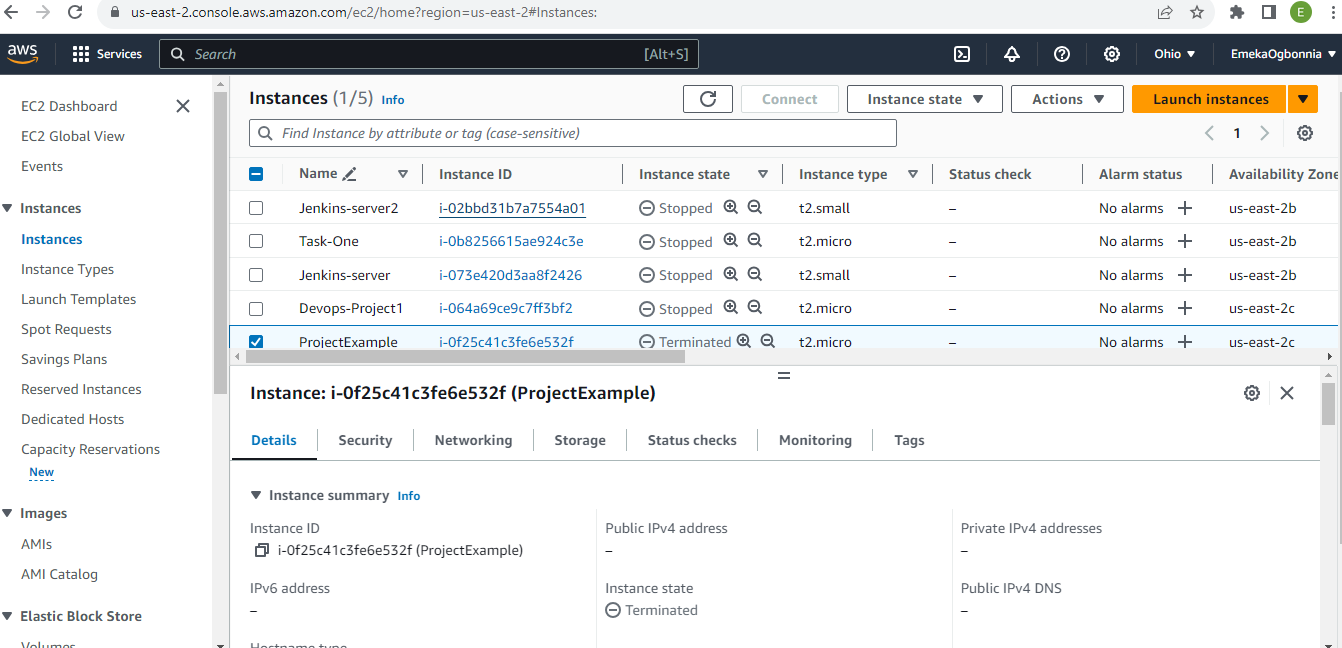 us-east-2.console.aws.amazon.com/ec2/home?region=us-east-2#Instances:
E
aws Services Search [Alt+S] Ohio EmekaOgbonnia
EC2 Dashboard
EC2 Global View
Events
Instances
Instances
Instance Types
Launch Templates
Spot Requests
Savings Plans
Reserved Instances
Dedicated Hosts
Capacity Reservations
New
Images
AMIs
AMI Catalog
Elastic Block Store
Volumes
Instances (1/5) Info Connect Instance state Actions Launch instances
Find Instance by attribute or tag (case-sensitive) 1
Name Instance ID Instance state Instance type Status check Alarm status Availability Zone
Jenkins-server2 i-02bbd31b7a7554a01 Stopped t2.small – No alarms us-east-2b
Task-One i-0b8256615ae924c3e Stopped t2.micro – No alarms us-east-2b
Jenkins-server i-073e420d3aa8f2426 Stopped t2.small – No alarms us-east-2b
Devops-Project1 i-064a69ce9c7ff3bf2 Stopped t2.micro – No alarms us-east-2c
ProjectExample i-0f25c41c3fe6e532f Terminated t2.micro – No alarms us-east-2c
Instance: i-0f25c41c3fe6e532f (ProjectExample)
Details Security Networking Storage Status checks Monitoring Tags
Instance summary Info
Instance ID
i-0f25c41c3fe6e532f (ProjectExample)
Public IPv4 address
–
Private IPv4 addresses
–
IPv6 address
–
Instance state
Terminated
Public IPv4 DNS
–
Hostname type